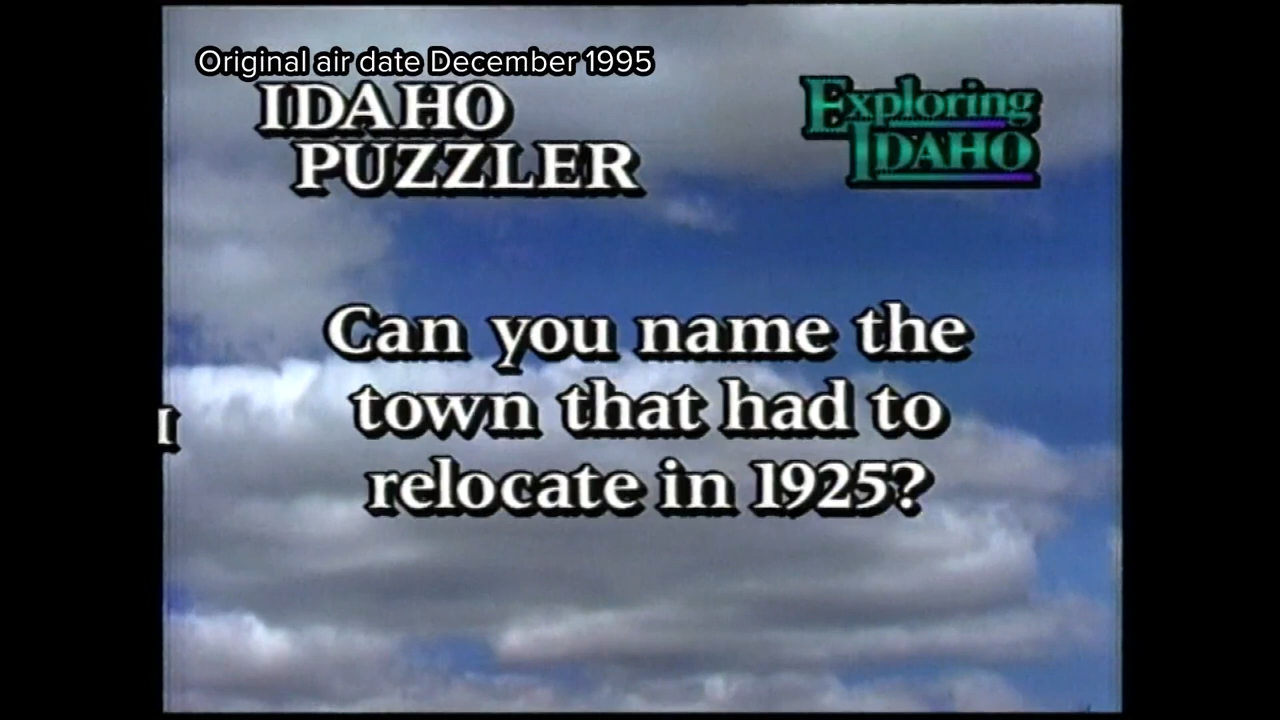 Original air date December 1995
IDAHO
PUZZLER
Exploring
IDAHO
Can you name the
town that had to
relocate in 1925?